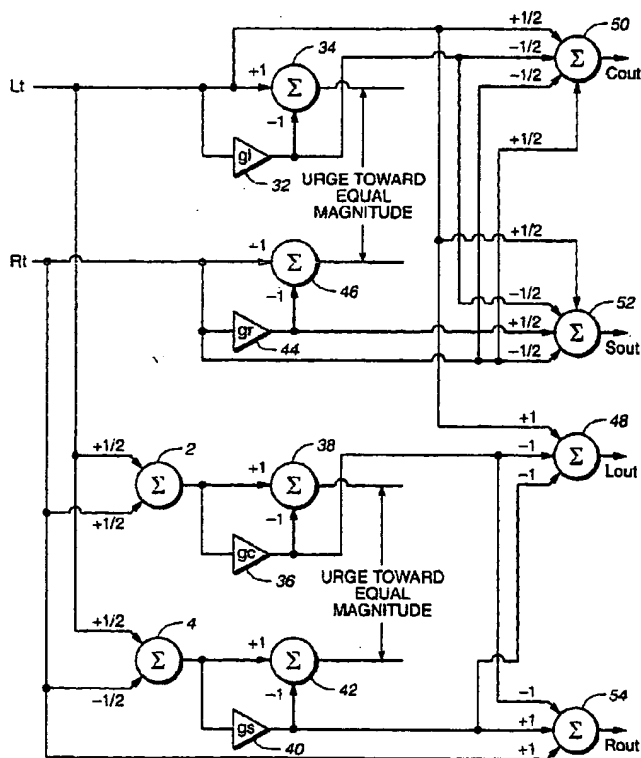 +1/2
50
34
−1/2
Lt
+1
Σ
−1/2
Σ
Cout
−1
+1/2
gl
32
URGE TOWARD
EQUAL
MAGNITUDE
+1/2
Rt
+1
Σ
−1/2
52
−1
46
+1/2
Σ
gr
44
−1/2
Sout
+1
48
+1/2
2
38
−1
Σ
+1
Σ
−1
Σ
Lout
+1/2
−1
gc
36
URGE TOWARD
EQUAL
MAGNITUDE
+1/2
4
Σ
+1
Σ
−1/2
−1
42
−1
54
gs
40
+1
Σ
+1
Rout